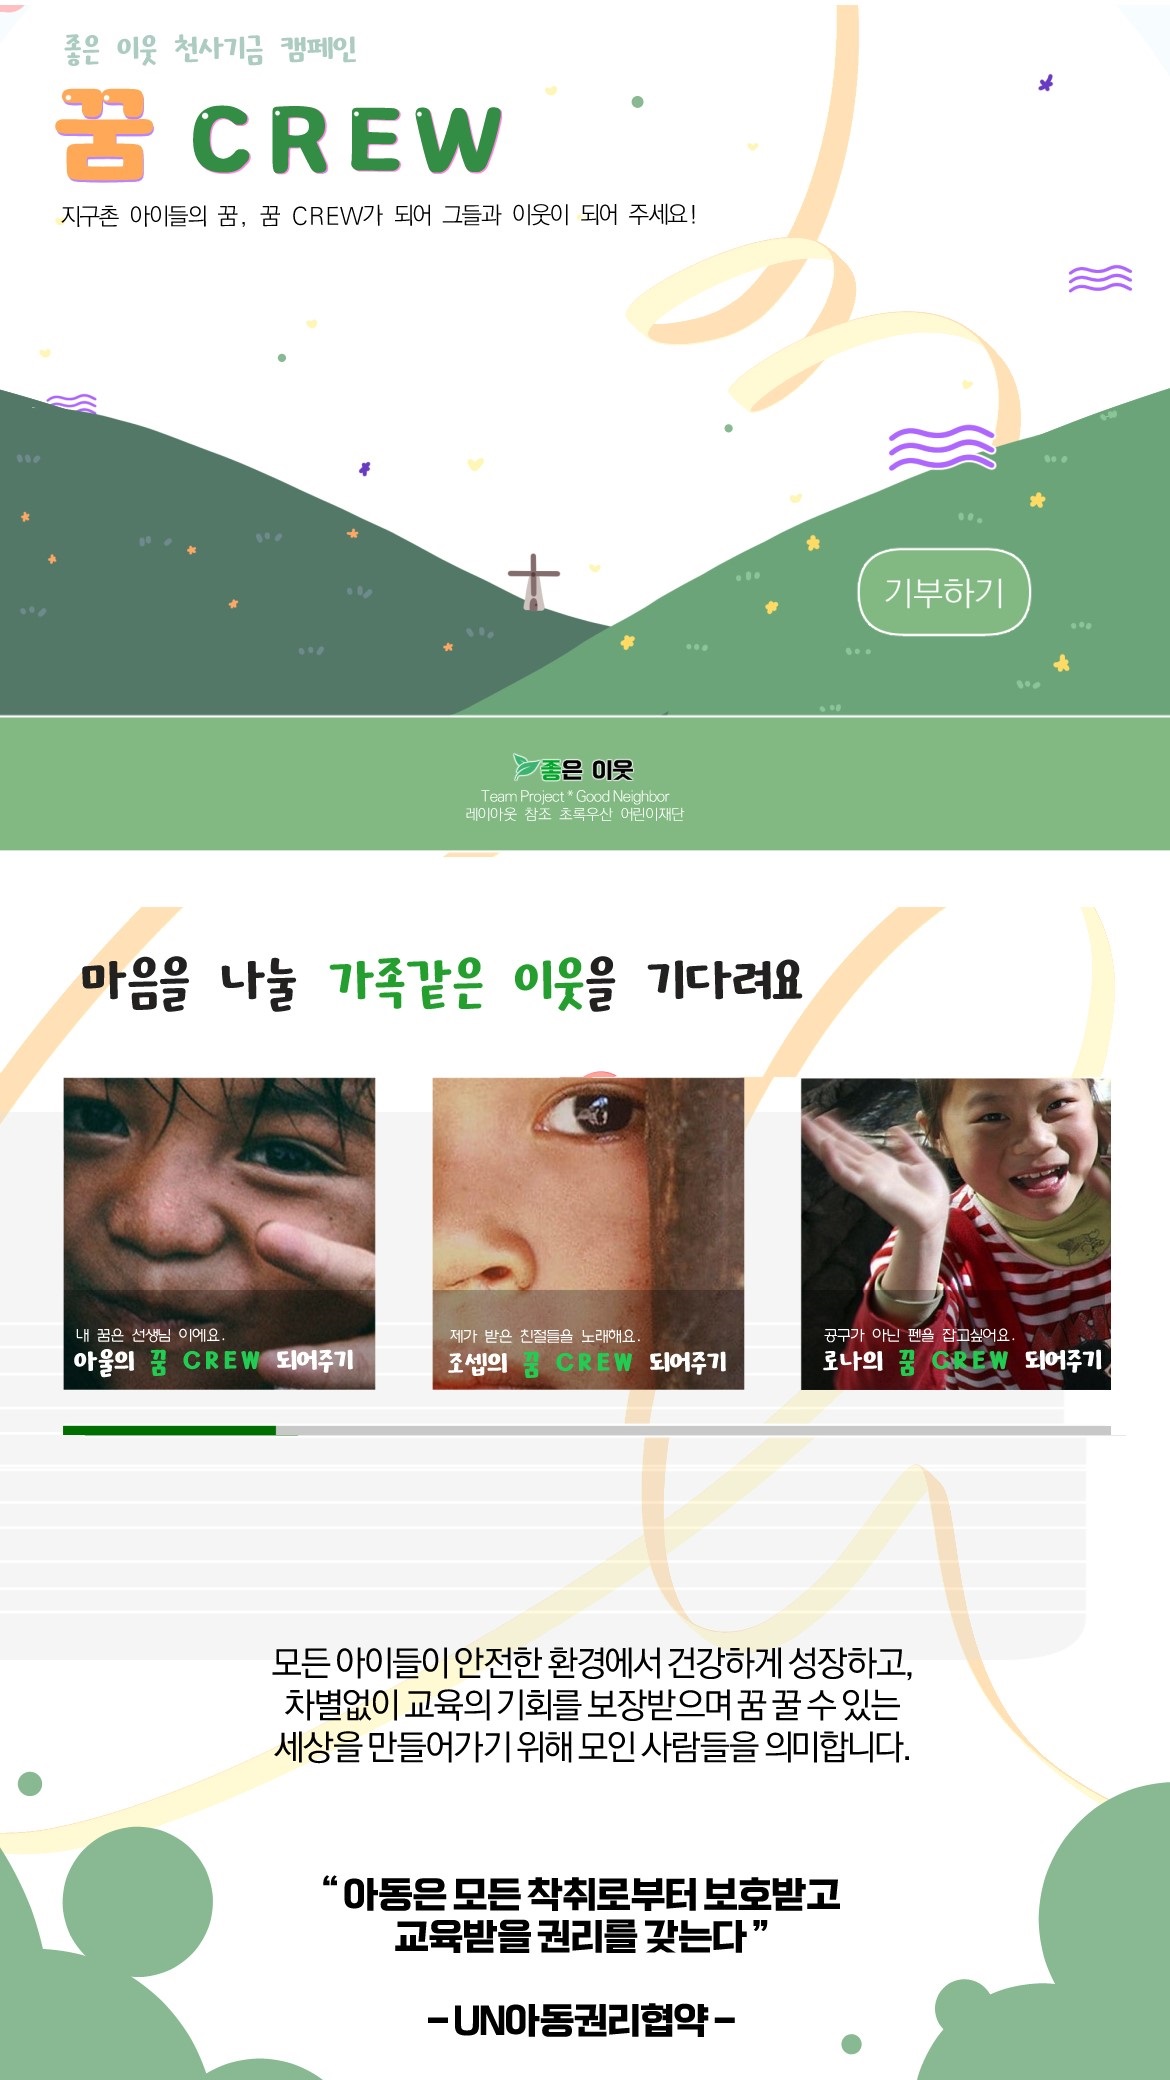 좋은 이웃 천사기금 캠페인
꿈 CREW
지구촌 아이들의 꿈, 꿈 CREW가 되어 그들과 이웃이 되어 주세요!
기부하기
좋은 이웃
Team Project * Good Neighbor
레이아웃 참조 초록우산 어린이재단
마음을 나눌 가족같은 이웃을 기다려요
내 꿈은 선생님 이에요.
아울의 꿈 CREW 되어주기
제가 받은 친절들을 노래해요.
조셉의 꿈 CREW 되어주기
공구가 아닌 펜을 잡고싶어요.
로나의 꿈 CREW 되어주기
모든 아이들이 안전한 환경에서 건강하게 성장하고,
차별없이 교육의 기회를 보장받으며 꿈 꿀 수 있는
세상을 만들어가기 위해 모인 사람들을 의미합니다.
“ 아동은 모든 착취로부터 보호받고
교육받을 권리를 갖는다 ”
– UN아동권리협약 –